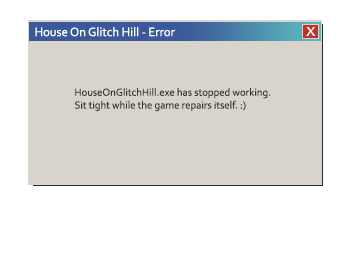 House On Glitch Hill - Error
X
HouseOnGlitchHill.exe has stopped working.
Sit tight while the game repairs itself. :)